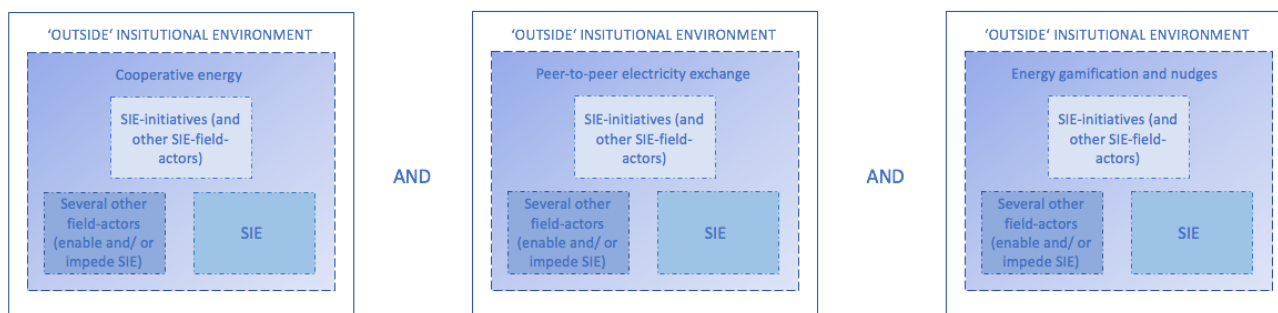 'OUTSIDE' INSITUTIONAL ENVIRONMENT
Cooperative energy
SIE-initiatives (and
other SIE-field-
actors)
Several other
field-actors
(enable and/ or
impede SIE)
SIE
AND
'OUTSIDE' INSITUTIONAL ENVIRONMENT
Peer-to-peer electricity exchange
SIE-initiatives (and
other SIE-field-
actors)
Several other
field-actors
(enable and/ or
impede SIE)
SIE
AND
'OUTSIDE' INSITUTIONAL ENVIRONMENT
Energy gamification and nudges
SIE-initiatives (and
other SIE-field-
actors)
Several other
field-actors
(enable and/ or
impede SIE)
SIE